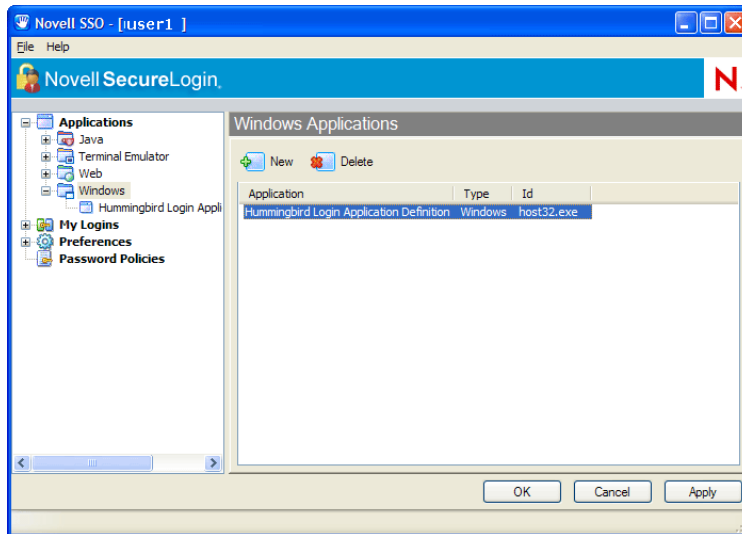 Novell SSO - [user1 ]
File Help
Novell SecureLogin
N
Applications
Java
Terminal Emulator
Web
Windows
Hummingbird Login Appli
My Logins
Preferences
Password Policies
Windows Applications
New Delete
Application Type Id
Hummingbird Login Application Definition Windows host32.exe
OK Cancel Apply